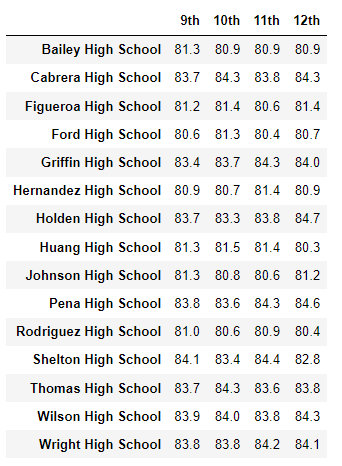 9th 10th 11th 12th
Bailey High School 81.3 80.9 80.9 80.9
Cabrera High School 83.7 84.3 83.8 84.3
Figueroa High School 81.2 81.4 80.6 81.4
Ford High School 80.6 81.3 80.4 80.7
Griffin High School 83.4 83.7 84.3 84.0
Hernandez High School 80.9 80.7 81.4 80.9
Holden High School 83.7 83.3 83.8 84.7
Huang High School 81.3 81.5 81.4 80.3
Johnson High School 81.3 80.8 80.6 81.2
Pena High School 83.8 83.6 84.3 84.6
Rodriguez High School 81.0 80.6 80.9 80.4
Shelton High School 84.1 83.4 84.4 82.8
Thomas High School 83.7 84.3 83.6 83.8
Wilson High School 83.9 84.0 83.8 84.3
Wright High School 83.8 83.8 84.2 84.1